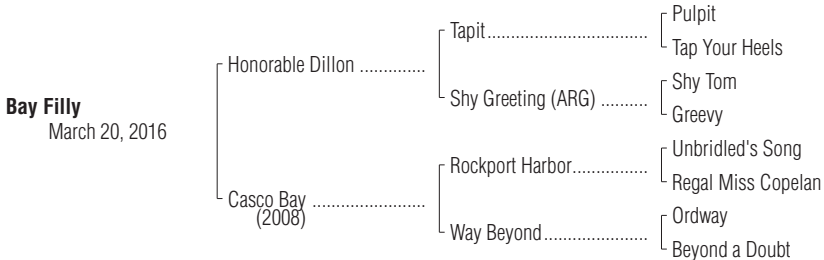 Pulpit
Tapit..................................
Tap Your Heels
Honorable Dillon ..............
Shy Tom
Shy Greeting (ARG) ..........
Greevy
Bay Filly
March 20, 2016
Unbridled's Song
Rockport Harbor................
Regal Miss Copelan
Casco Bay ........................
(2008)
Ordway
Way Beyond......................
Beyond a Doubt